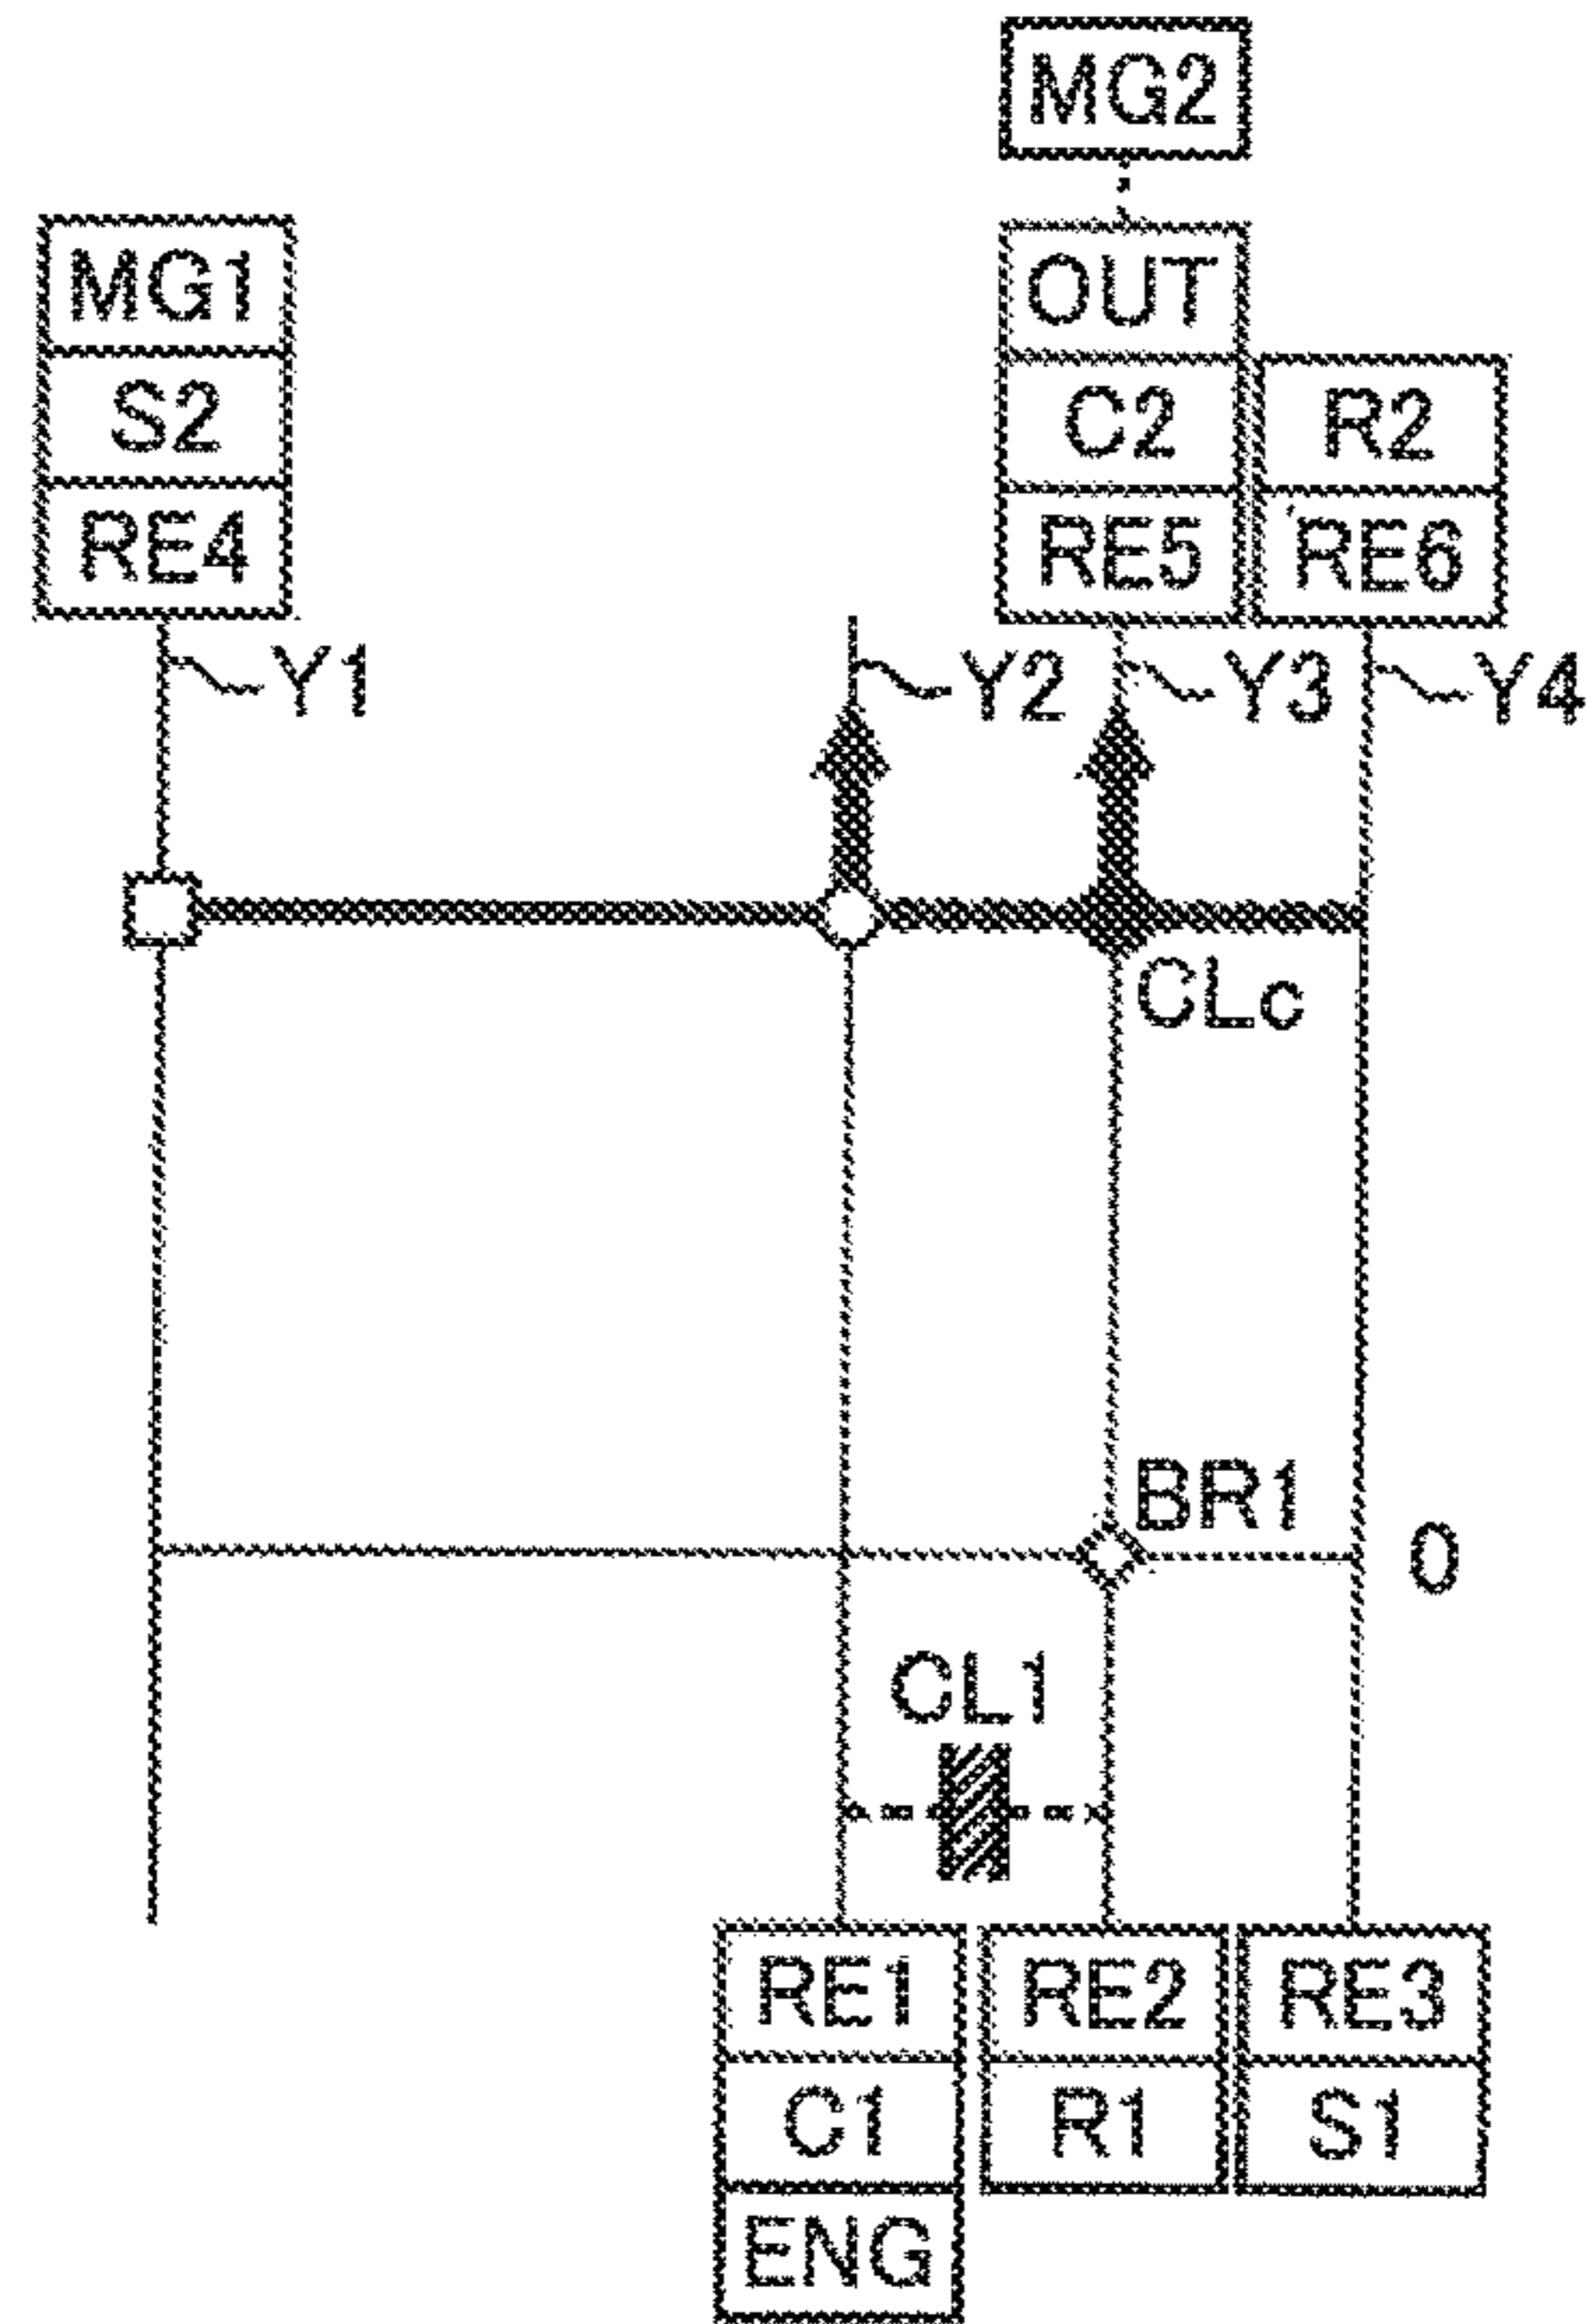 MG2
MG1
OUT
S2
C2
R2
RE4
RE5
RE6
Y1
Y2
Y3
Y4
CLc
BR1
0
CL1
RE1
RE2
RE3
C1
R1
S1
ENG